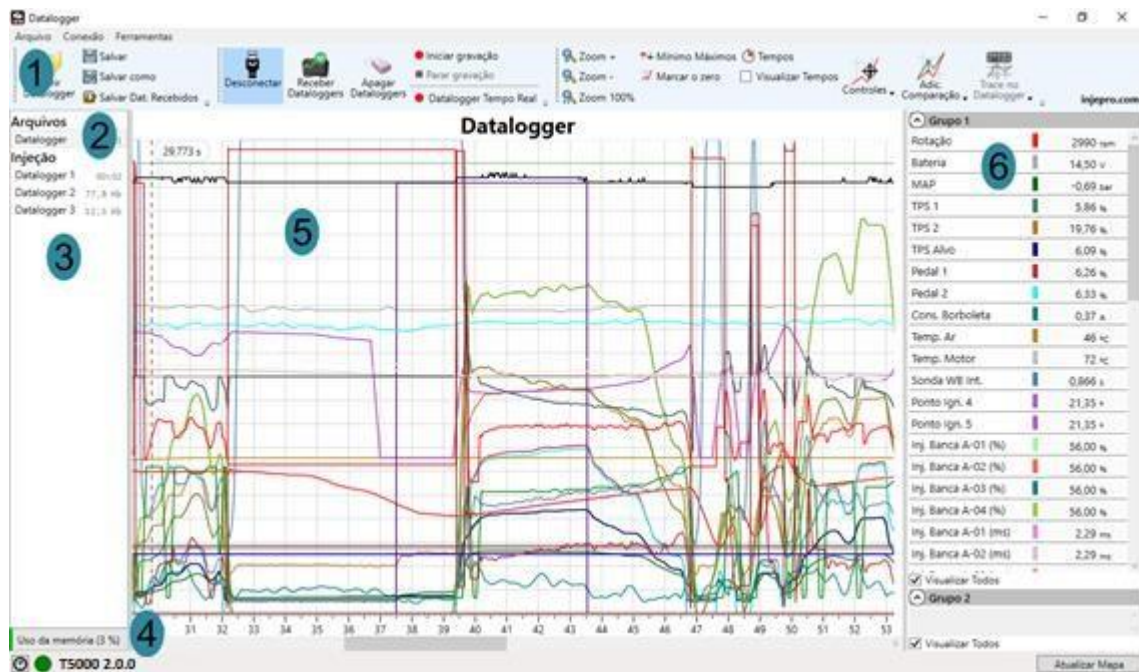 Datalogger
Arquivo Conexão Ferramentas
1
Datalogger
Salvar
Salvar como
Salvar Dat. Recebidos
Desconectar
Receber Dataloggers
Apagar Dataloggers
Iniciar gravação
Parar gravação
Datalogger Tempo Real
Zoom +
Zoom -
Zoom 100%
Mínimo Máximos
Marcar o zero
Tempos
Visualizar Tempos
Controles
Adic. Comparação
Trace no Datalogger
injepro.com
Arquivos
Datalogger
2
Injeção
Datalogger 1 00:02
Datalogger 2 77,8 Kb
Datalogger 3
3
Datalogger
29,773 s
5
31 32 33 34 35 36 37 38 39 40 41 42 43 44 45 46 47 48 49 50 51 52 53
Grupo 1
6
Rotação 2990 rpm
Bateria 14,50 v
MAP -0,69 bar
TPS 1 5,86 %
TPS 2 19,76 %
TPS Alvo 6,09 %
Pedal 1 6,26 %
Pedal 2 6,33 %
Cons. Borboleta 0,37 A
Temp. Ar 46 ºC
Temp. Motor 72 ºC
Sonda WB Int. 0,866
Ponto Ign. 4 21,35 °
Ponto Ign. 5 21,35 °
Inj. Banca A-01 (%) 56,00 %
Inj. Banca A-02 (%) 56,00 %
Inj. Banca A-03 (%) 56,00 %
Inj. Banca A-04 (%) 56,00 %
Inj. Banca A-01 (ms) 2,29 ms
Inj. Banca A-02 (ms) 2,29 ms
Visualizar Todos
Grupo 2
Visualizar Todos
Uso da memória (3 %)
4
T5000 2.0.0
Atualizar Mapa